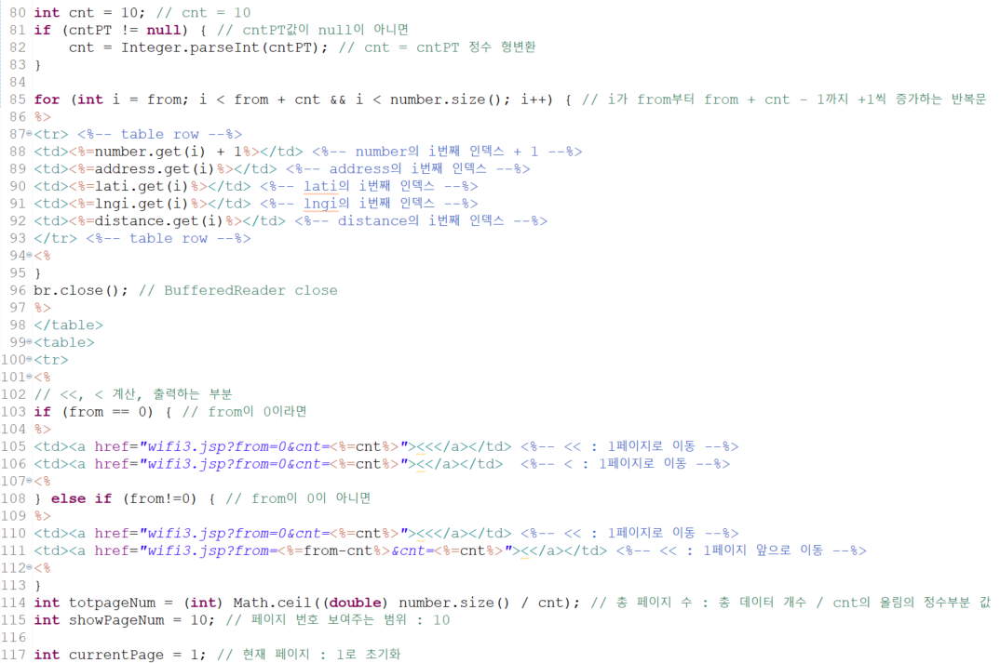 80 int cnt = 10; // cnt = 10
81 if (cntPT != null) { // cntPT값이 null이 아니면
82     cnt = Integer.parseInt(cntPT); // cnt = cntPT 정수 형변환
83 }
84
85 for (int i = from; i < from + cnt && i < number.size(); i++) { // i가 from부터 from + cnt - 1까지 +1씩 증가하는 반복문
86 %>
87 <tr> <%-- table row --%>
88 <td><%=number.get(i) + 1%></td> <%-- number의 i번째 인덱스 + 1 --%>
89 <td><%=address.get(i)%></td> <%-- address의 i번째 인덱스 --%>
90 <td><%=lati.get(i)%></td> <%-- lati의 i번째 인덱스 --%>
91 <td><%=lngi.get(i)%></td> <%-- lngi의 i번째 인덱스 --%>
92 <td><%=distance.get(i)%></td> <%-- distance의 i번째 인덱스 --%>
93 </tr> <%-- table row --%>
94 <%
95 }
96 br.close(); // BufferedReader close
97 %>
98 </table>
99 <table>
100 <tr>
101 <%
102 // <<, < 계산, 출력하는 부분
103 if (from == 0) { // from이 0이라면
104 %>
105 <td><a href="wifi3.jsp?from=0&cnt=<%=cnt%>"><<</a></td> <%-- << : 1페이지로 이동 --%>
106 <td><a href="wifi3.jsp?from=0&cnt=<%=cnt%>"><</a></td>  <%-- < : 1페이지로 이동 --%>
107 <%
108 } else if (from!=0) { // from이 0이 아니면
109 %>
110 <td><a href="wifi3.jsp?from=0&cnt=<%=cnt%>"><<</a></td> <%-- << : 1페이지로 이동 --%>
111 <td><a href="wifi3.jsp?from=<%=from-cnt%>&cnt=<%=cnt%>"><</a></td> <%-- << : 1페이지 앞으로 이동 --%>
112 <%
113 }
114 int totpageNum = (int) Math.ceil((double) number.size() / cnt); // 총 페이지 수 : 총 데이터 개수 / cnt의 올림의 정수부분 값
115 int showPageNum = 10; // 페이지 번호 보여주는 범위 : 10
116
117 int currentPage = 1; // 현재 페이지 : 1로 초기화